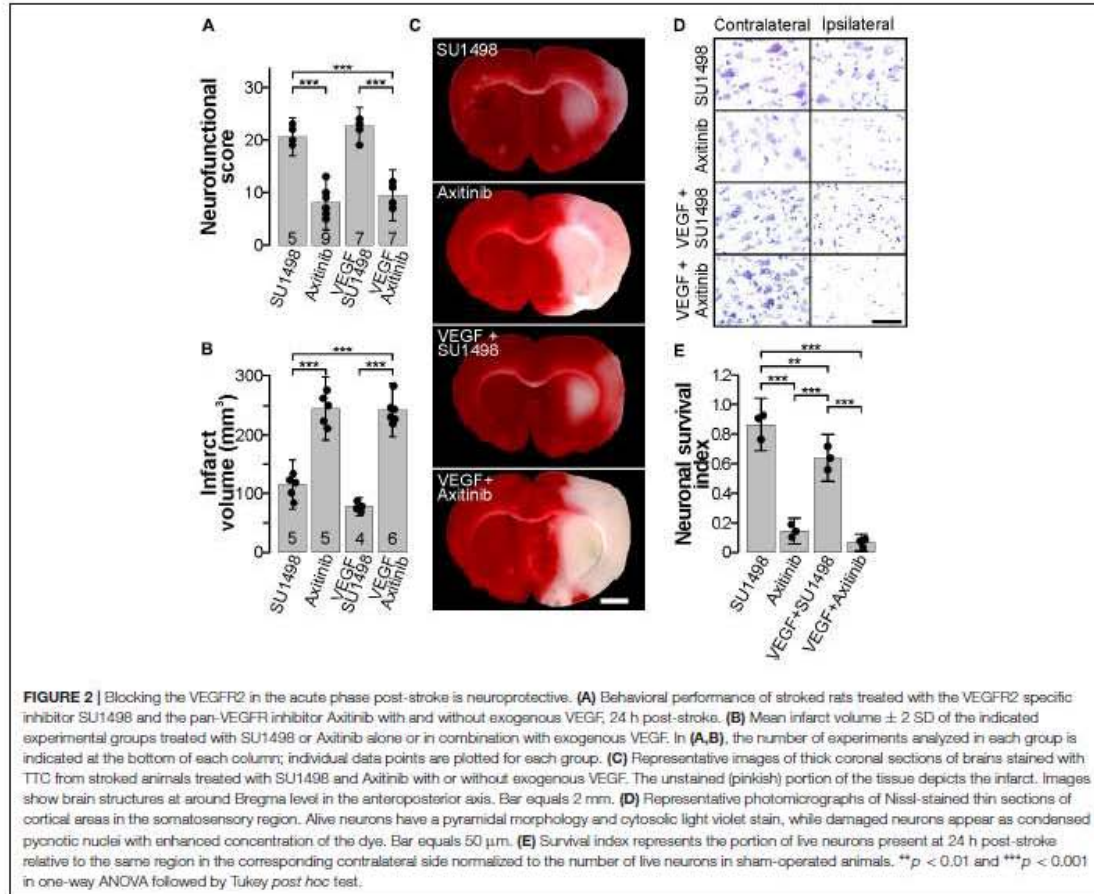 A
***
***
***
30
20
10
0
Neurofunctional
score
5
9
7
7
SU1498
Axitinib
VEGF
SU1498
VEGF
Axitinib
B
***
***
***
300
200
100
0
Infarct
volume (mm³)
5
5
4
6
SU1498
Axitinib
VEGF
SU1498
VEGF
Axitinib
C
SU1498
Axitinib
VEGF +
SU1498
VEGF+
Axitinib
D
Contralateral
Ipsilateral
SU1498
Axitinib
VEGF +
SU1498
VEGF +
Axitinib
E
***
**
***
***
***
1.2
1.0
0.8
0.6
0.4
0.2
0
Neuronal survival
index
SU1498
Axitinib
VEGF+SU1498
VEGF+Axitinib
FIGURE 2 | Blocking the VEGFR2 in the acute phase post-stroke is neuroprotective. (A) Behavioral performance of stroked rats treated with the VEGFR2 specific
inhibitor SU1498 and the pan-VEGFR inhibitor Axitinib with and without exogenous VEGF, 24 h post-stroke. (B) Mean infarct volume ± 2 SD of the indicated
experimental groups treated with SU1498 or Axitinib alone or in combination with exogenous VEGF. In (A,B), the number of experiments analyzed in each group is
indicated at the bottom of each column; individual data points are plotted for each group. (C) Representative images of thick coronal sections of brains stained with
TTC from stroked animals treated with SU1498 and Axitinib with or without exogenous VEGF. The unstained (pinkish) portion of the tissue depicts the infarct. Images
show brain structures at around Bregma level in the anteroposterior axis. Bar equals 2 mm. (D) Representative photomicrographs of Nissl-stained thin sections of
cortical areas in the somatosensory region. Alive neurons have a pyramidal morphology and cytosolic light violet stain, while damaged neurons appear as condensed
pycnotic nuclei with enhanced concentration of the dye. Bar equals 50 μm. (E) Survival index represents the portion of live neurons present at 24 h post-stroke
relative to the same region in the corresponding contralateral side normalized to the number of live neurons in sham-operated animals. **p < 0.01 and ***p < 0.001
in one-way ANOVA followed by Tukey post hoc test.